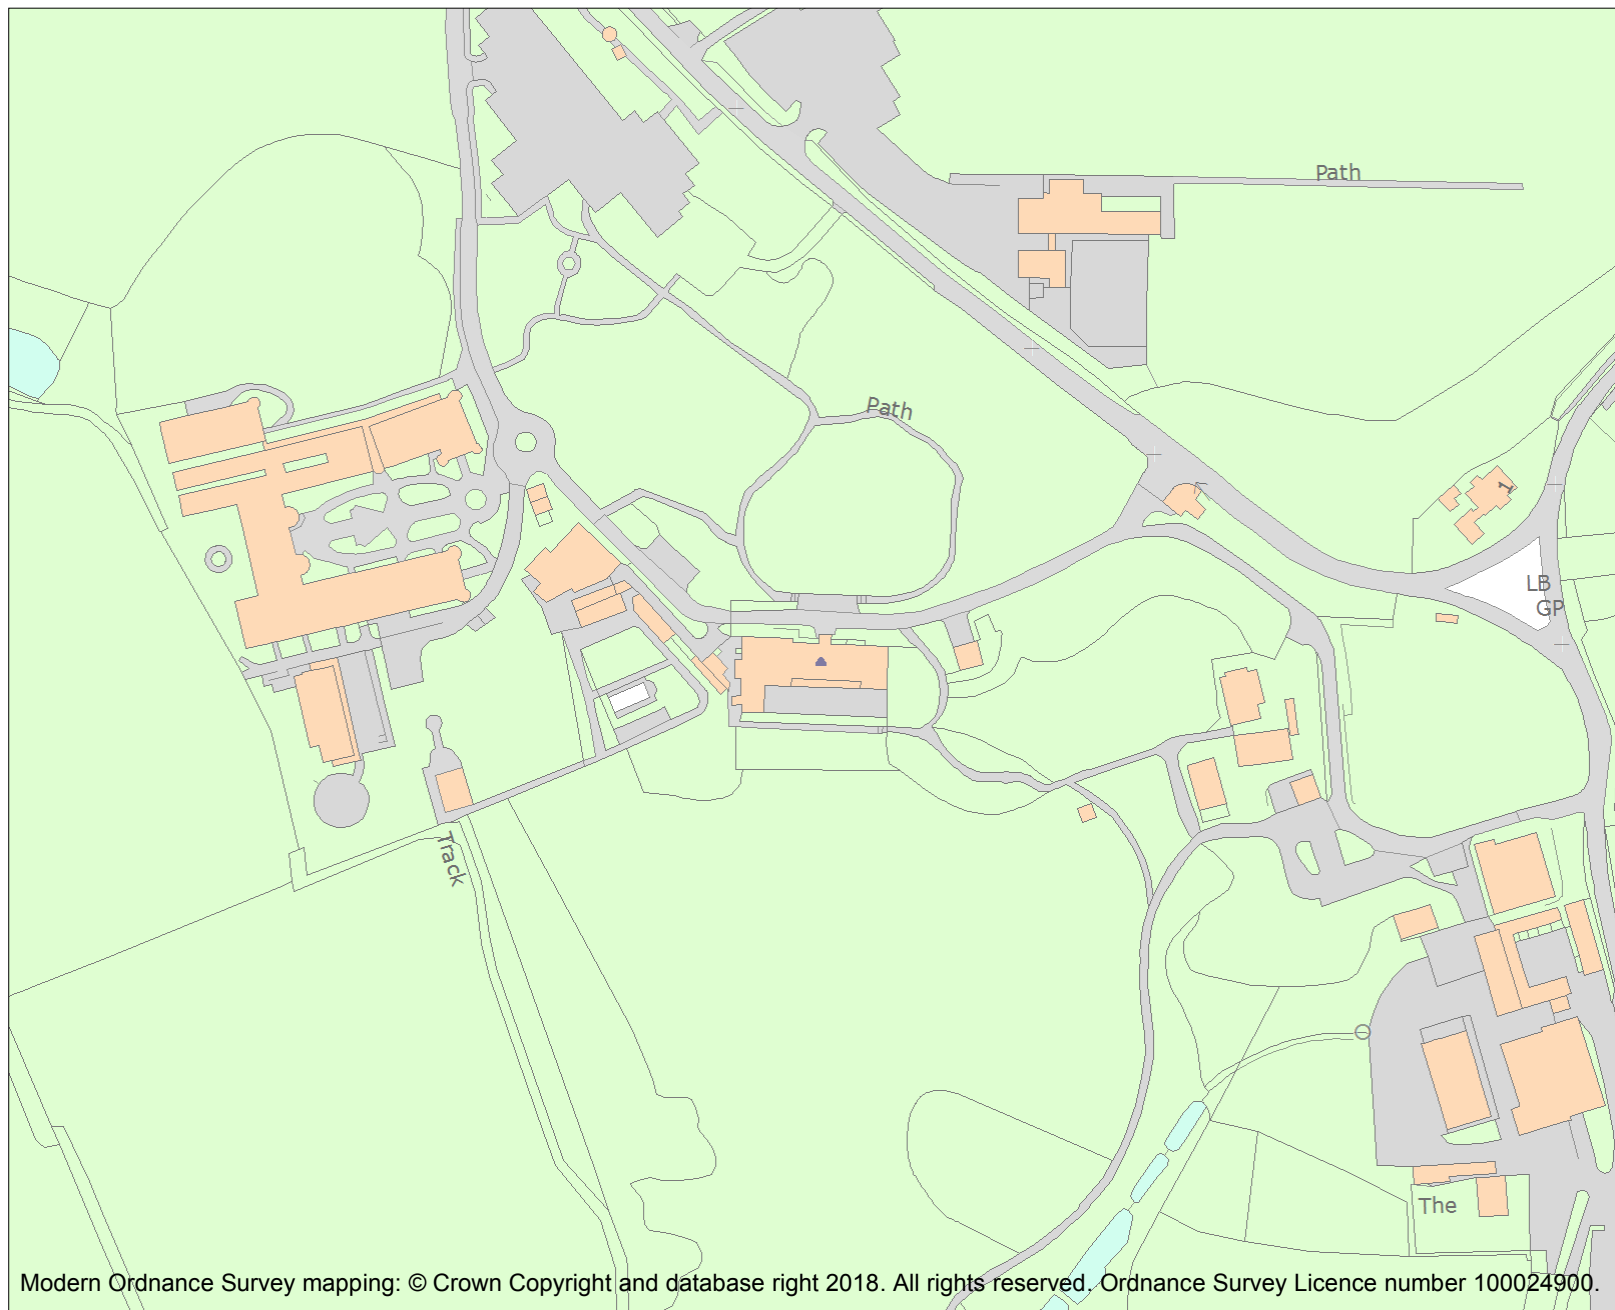 Path
Path
1
LB
GP
Track
The
Modern Ordnance Survey mapping: © Crown Copyright and database right 2018. All rights reserved. Ordnance Survey Licence number 100024900.